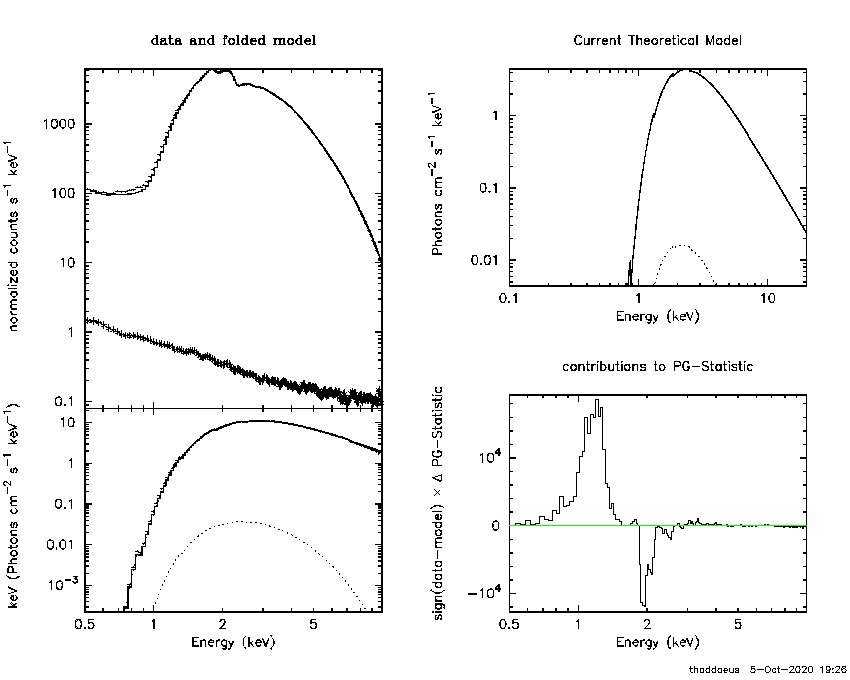 data and folded model
normalized counts s−1 keV−1
1000
100
10
1
0.1
keV (Photons cm−2 s−1 keV−1)
10
1
0.1
0.01
10−3
0.5 1 2 5
Energy (keV)
Current Theoretical Model
Photons cm−2 s−1 keV−1
1
0.1
0.01
0.1 1 10
Energy (keV)
contributions to PG−Statistic
sign(data−model) × Δ PG−Statistic
104
0
−104
0.5 1 2 5
Energy (keV)
thaddaeus 5−Oct−2020 19:26